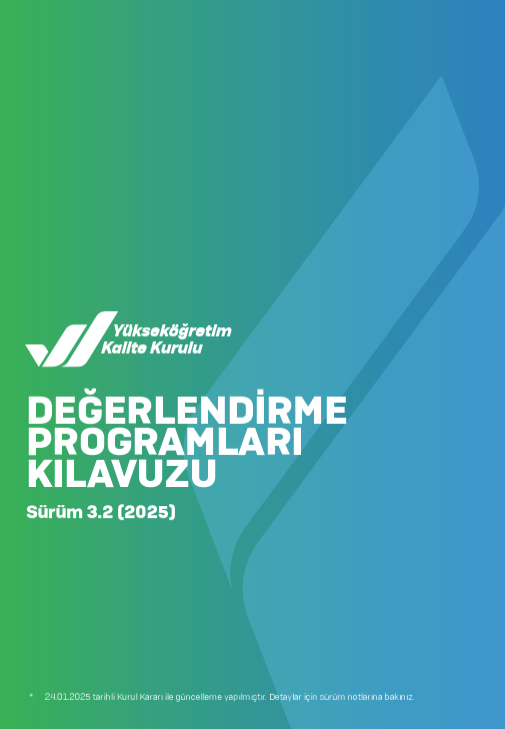 Yükseköğretim
Kalite Kurulu
DEĞERLENDİRME
PROGRAMLARI
KILAVUZU
Sürüm 3.2 (2025)
* 24.01.2025 tarihli Kurul Kararı ile güncelleme yapılmıştır. Detaylar için sürüm notlarına bakınız.